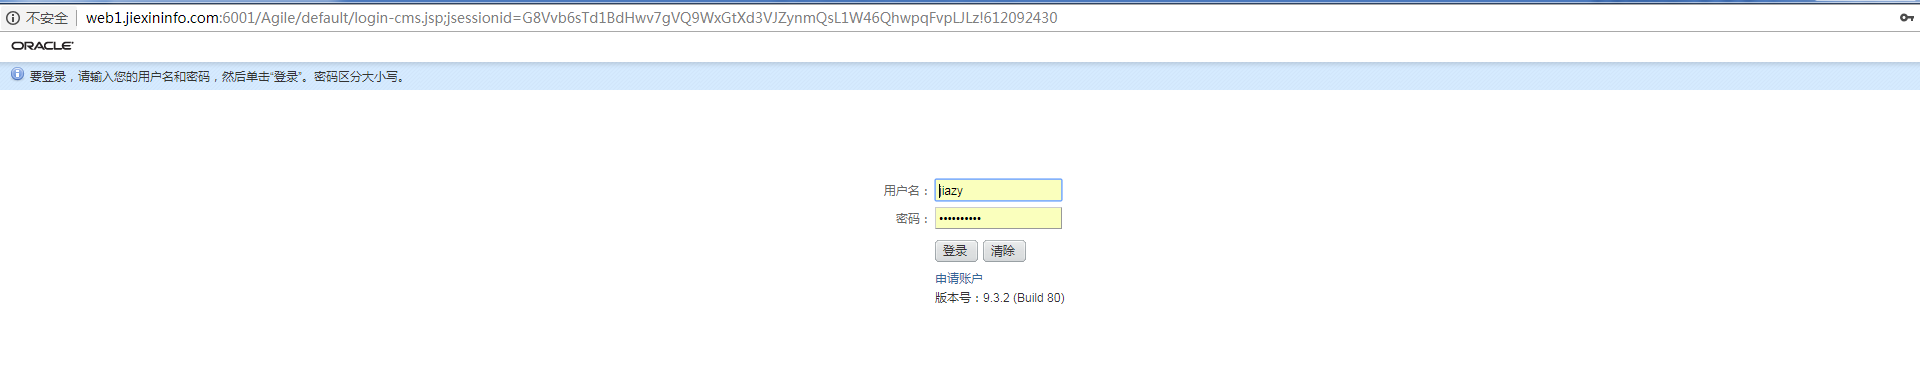 不安全 web1.jiexininfo.com:6001/Agile/default/login-cms.jsp;jsessionid=G8Vvb6sTd1BdHwv7gVQ9WxGtXd3VJZynmQsL1W46QhwpqFvpLJLz!612092430
ORACLE
要登录，请输入您的用户名和密码，然后单击“登录”。密码区分大小写。
用户名： jiazy
密码： ••••••••••
登录 清除
申请账户
版本号：9.3.2 (Build 80)